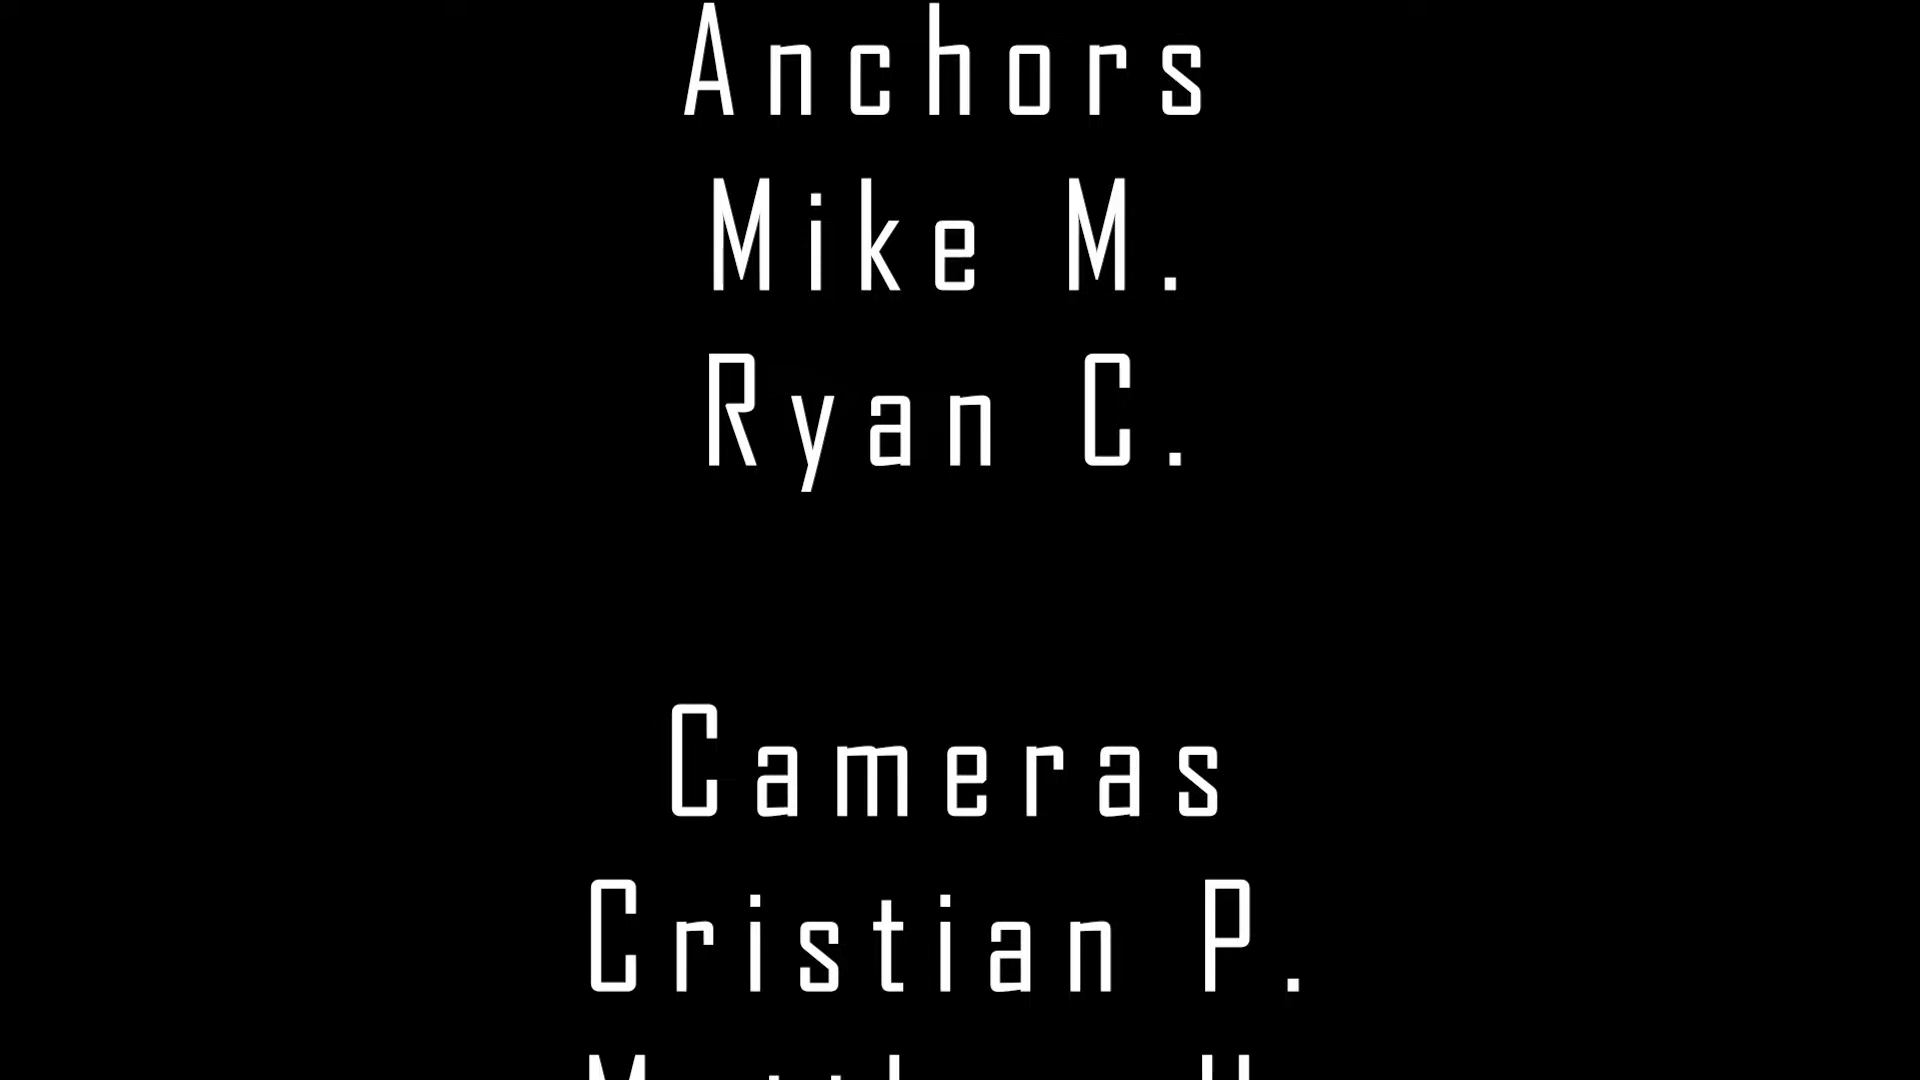 Anchors
Mike M.
Ryan C.
Cameras
Cristian P.